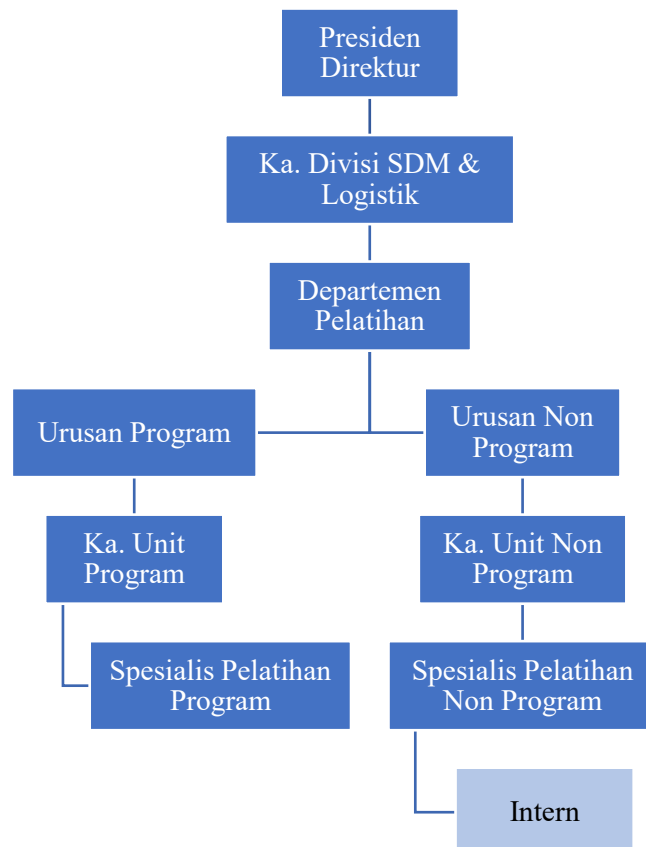 Presiden
Direktur
Ka. Divisi SDM &
Logistik
Departemen
Pelatihan
Urusan Program
Urusan Non
Program
Ka. Unit
Program
Ka. Unit Non
Program
Spesialis Pelatihan
Program
Spesialis Pelatihan
Non Program
Intern